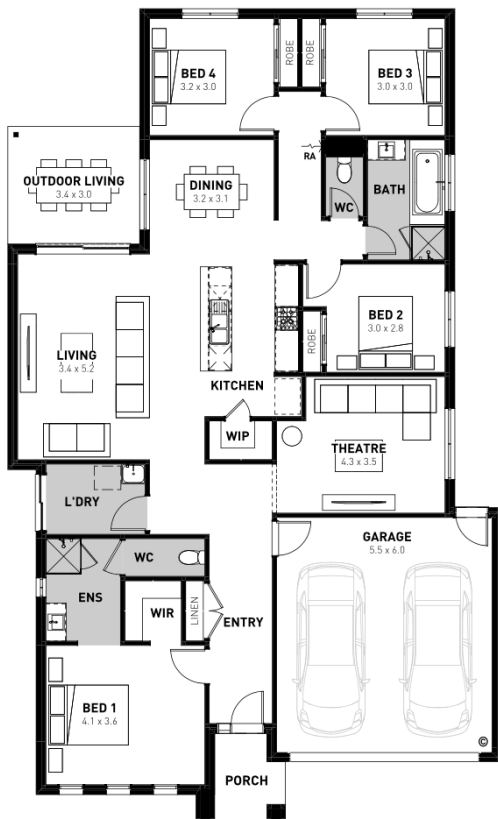 ROBE
ROBE
BED 4
3.2 x 3.0
BED 3
3.0 x 3.0
RA
OUTDOOR LIVING
3.4 x 3.0
DINING
3.2 x 3.1
WC
BATH
BED 2
3.0 x 2.8
ROBE
LIVING
3.4 x 5.2
KITCHEN
WIP
THEATRE
4.3 x 3.5
L'DRY
GARAGE
5.5 x 6.0
WC
ENS
WIR
LINEN
ENTRY
BED 1
4.1 x 3.6
©
PORCH